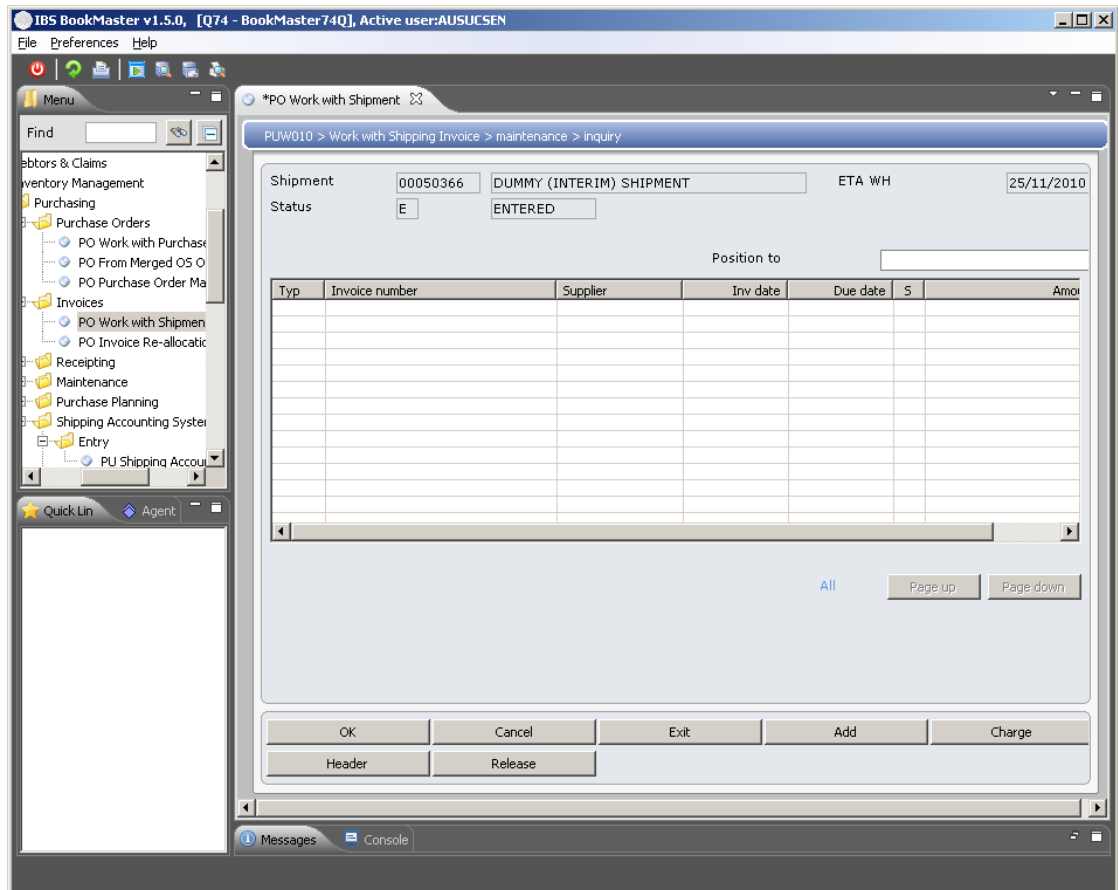 IBS BookMaster v1.5.0, [Q74 - BookMaster74Q], Active user:AUSUCSEN
File Preferences Help
Menu
*PO Work with Shipment
Find
PUW010 > Work with Shipping Invoice > maintenance > inquiry
ebtors & Claims
nventory Management
Purchasing
Purchase Orders
PO Work with Purchase
PO From Merged OS O
PO Purchase Order Ma
Invoices
PO Work with Shipmen
PO Invoice Re-allocatio
Receipting
Maintenance
Purchase Planning
Shipping Accounting System
Entry
PU Shipping Accou
Shipment 00050366 DUMMY (INTERIM) SHIPMENT ETA WH 25/11/2010
Status E ENTERED
Position to
Typ Invoice number Supplier Inv date Due date S Amou
All Page up Page down
Quick Lin Agent
OK Cancel Exit Add Charge
Header Release
Messages Console